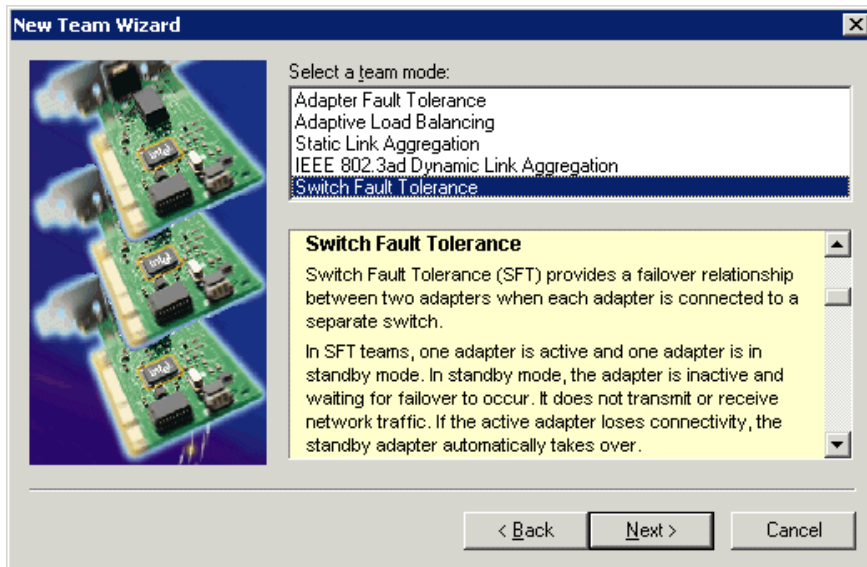 New Team Wizard
Select a team mode:
Adapter Fault Tolerance
Adaptive Load Balancing
Static Link Aggregation
IEEE 802.3ad Dynamic Link Aggregation
Switch Fault Tolerance
Switch Fault Tolerance
Switch Fault Tolerance (SFT) provides a failover relationship
between two adapters when each adapter is connected to a
separate switch.
In SFT teams, one adapter is active and one adapter is in
standby mode. In standby mode, the adapter is inactive and
waiting for failover to occur. It does not transmit or receive
network traffic. If the active adapter loses connectivity, the
standby adapter automatically takes over.
intel
intel
intel
< Back
Next >
Cancel